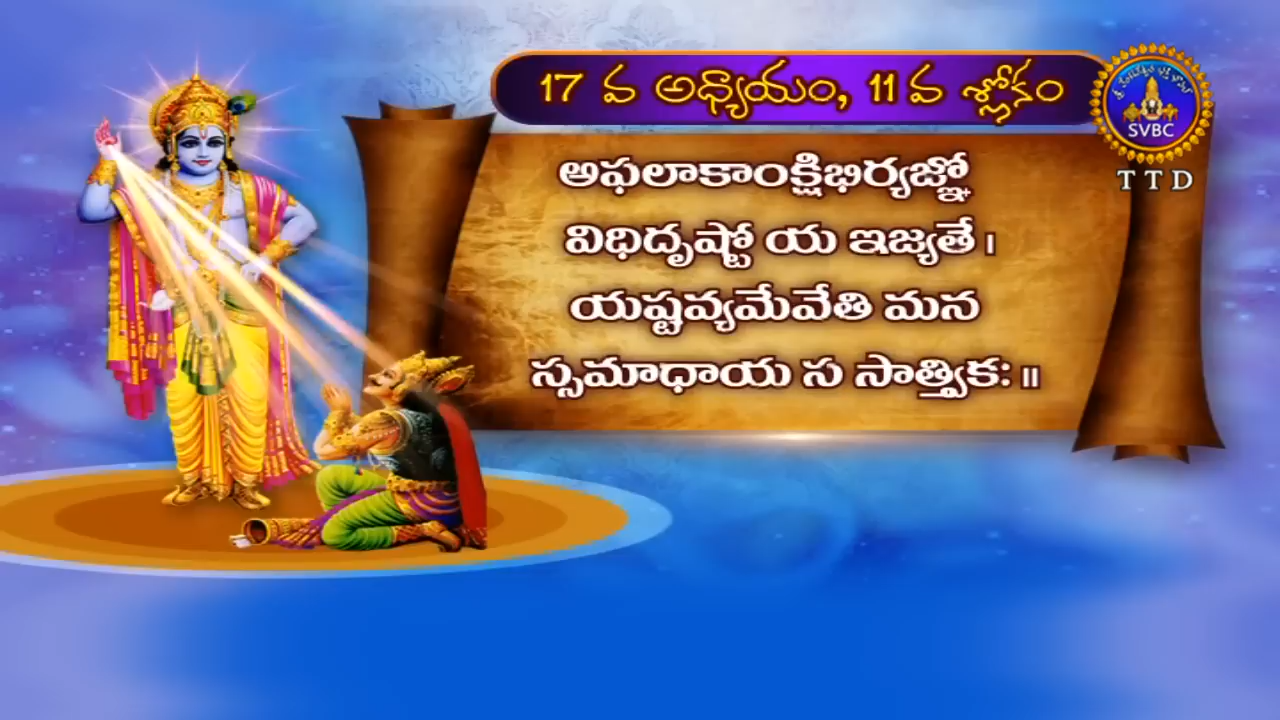 17 వ అధ్యాయం, 11 వ శ్లోకం
SVBC
TTD
అఫలాకాంక్షిభిర్యజ్ఞో
విధిదృష్టో య ఇజ్యతే ।
యష్టవ్యమేవేతి మన
స్సమాధాయ స సాత్త్వికః ॥